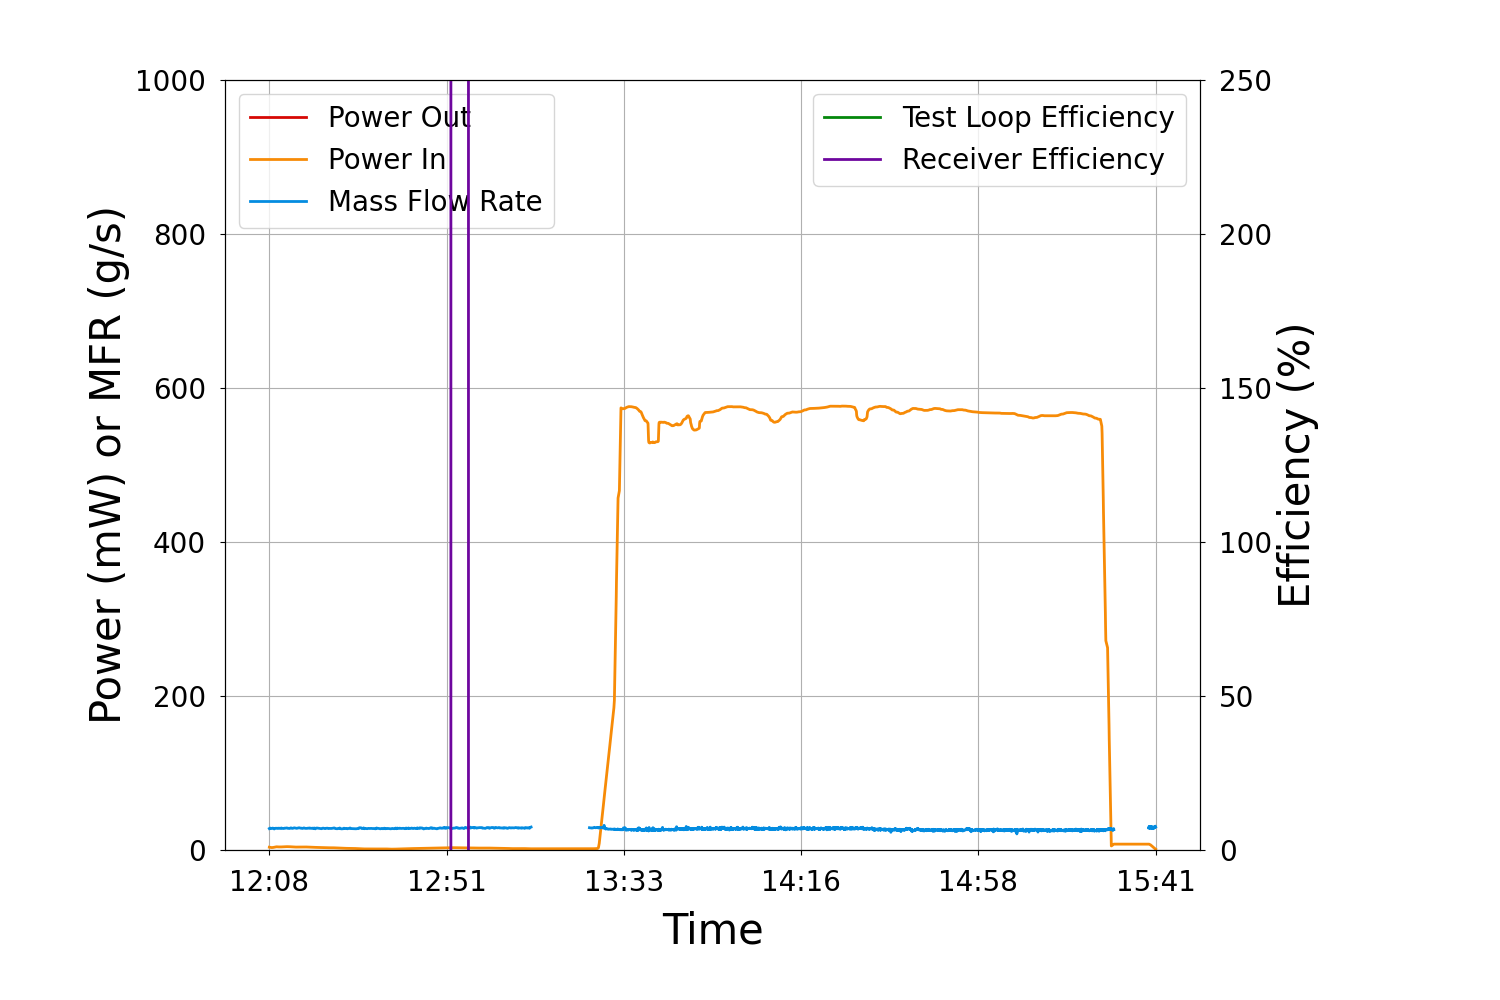 1000
800
600
400
200
0
250
200
150
100
50
0
Power Out
Power In
Mass Flow Rate
Test Loop Efficiency
Receiver Efficiency
Power (mW) or MFR (g/s)
Efficiency (%)
12:08 12:51 13:33 14:16 14:58 15:41
Time